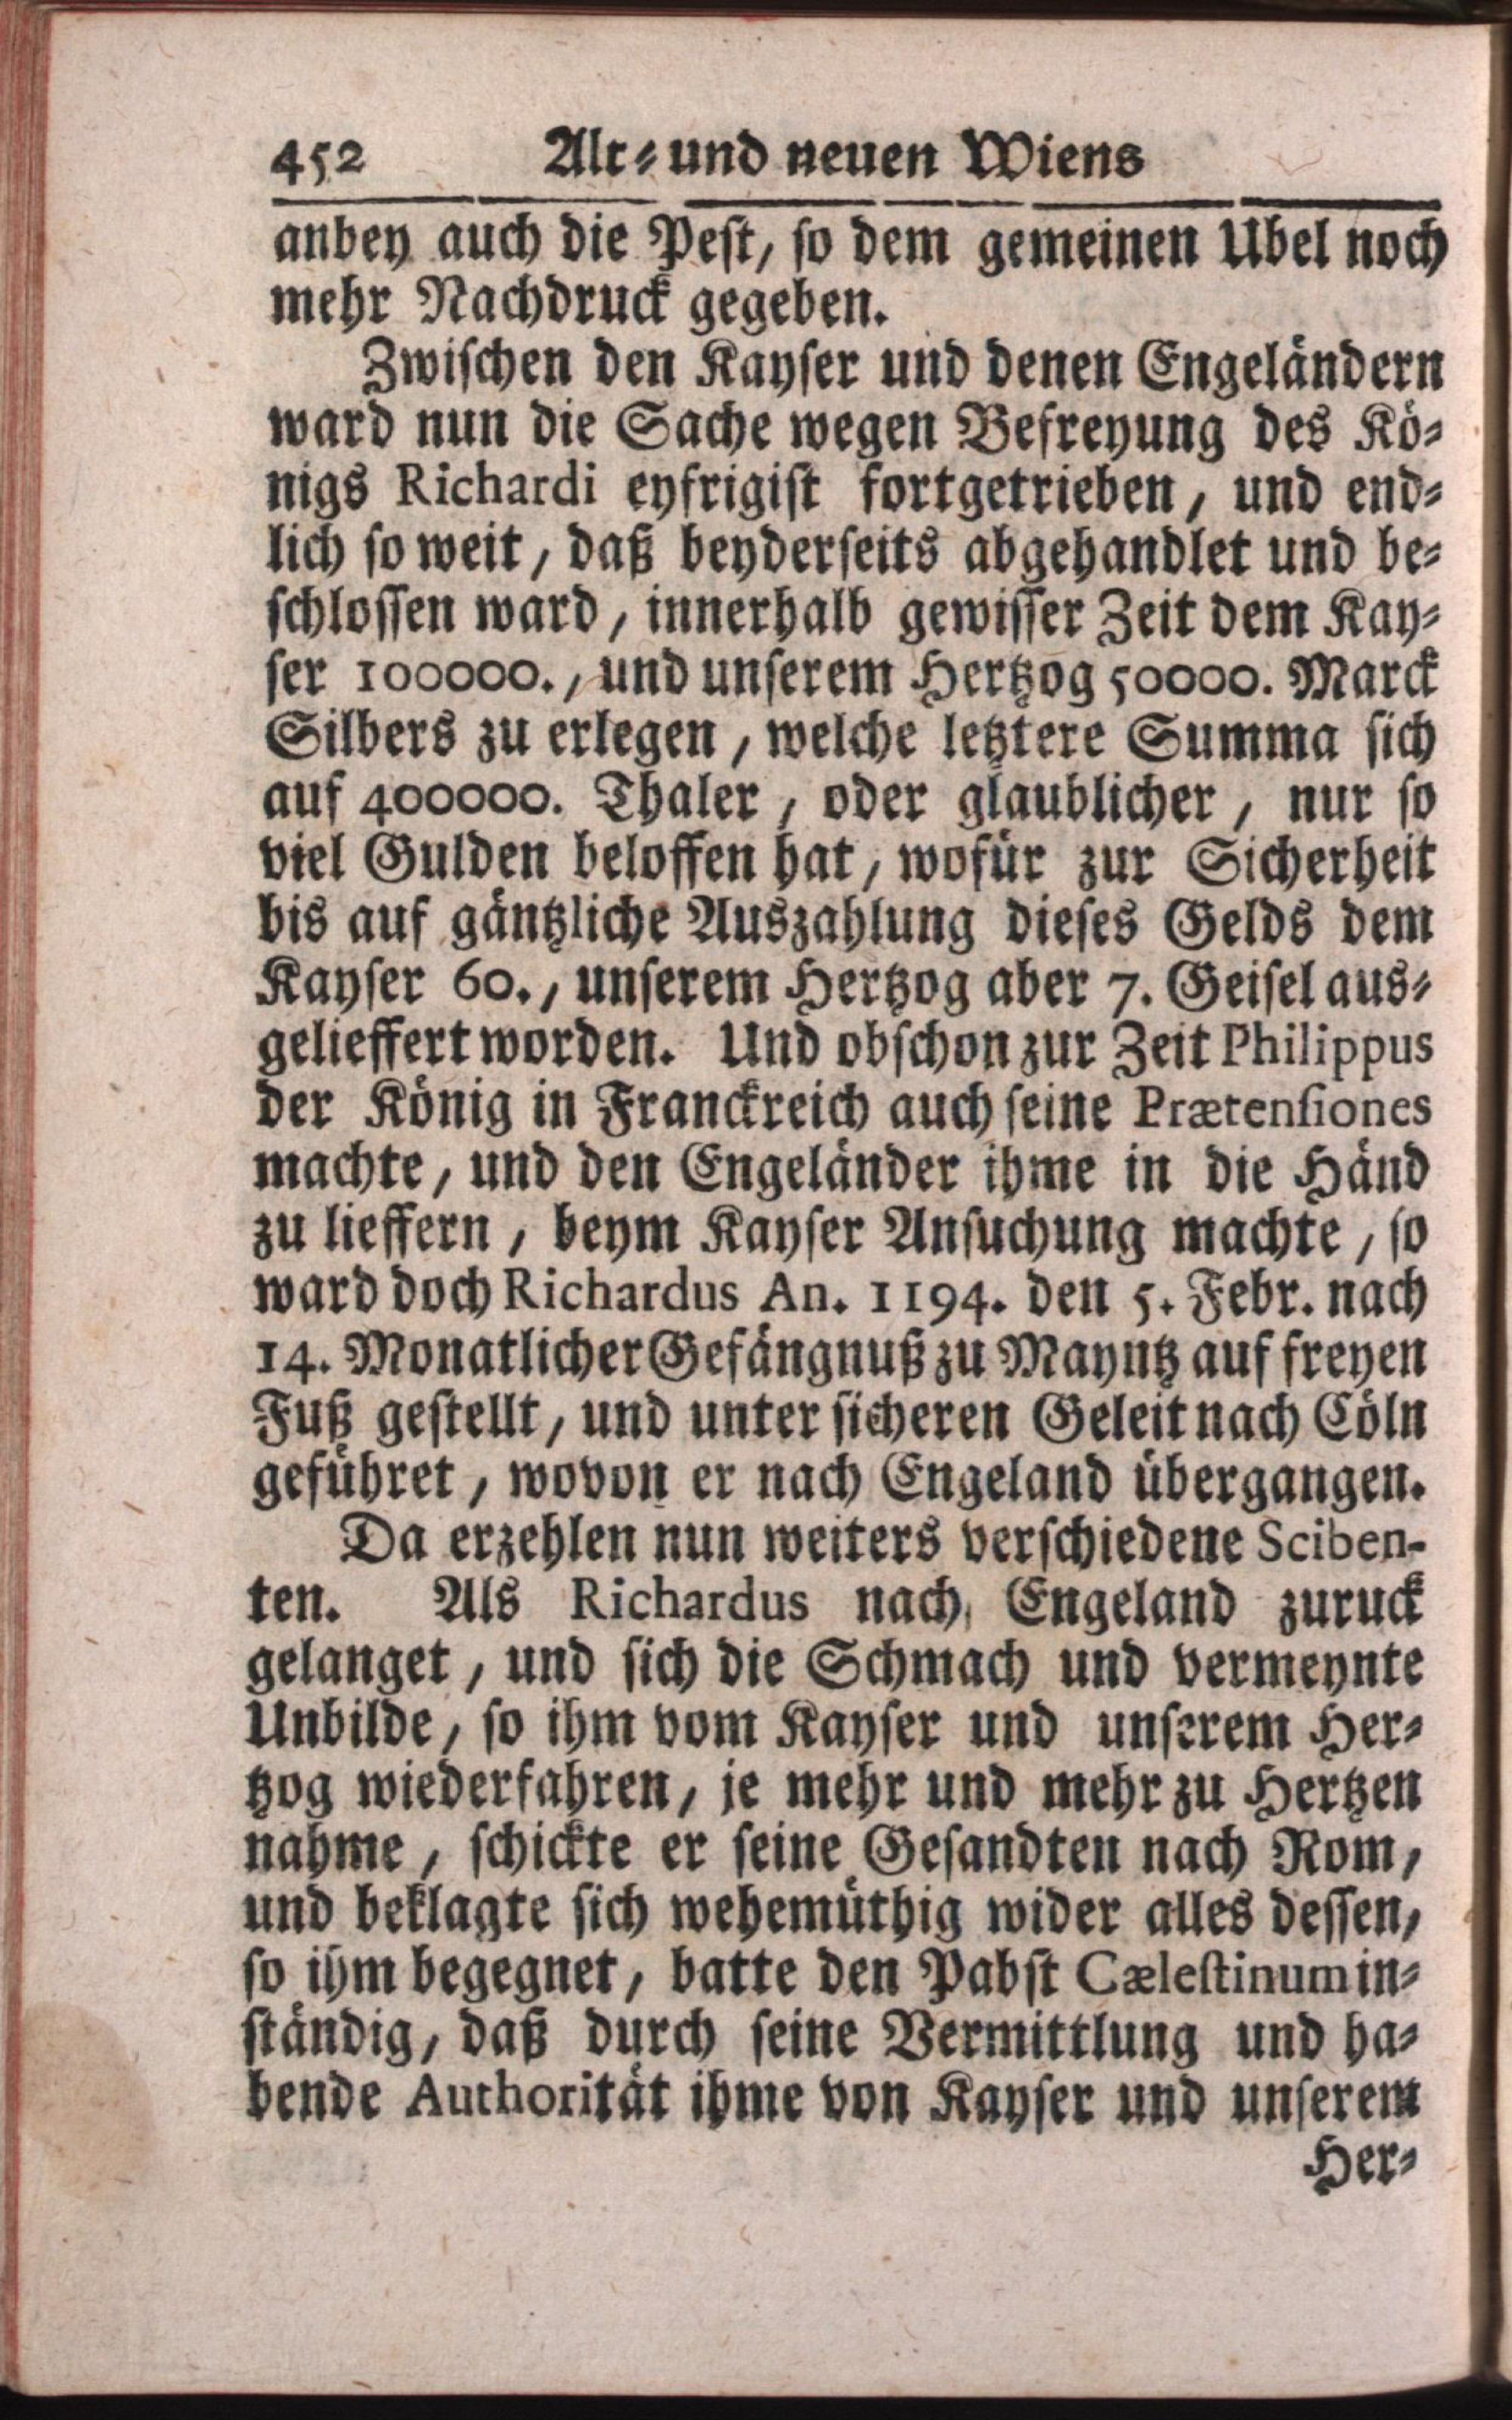 452 Alt- und neuen Wiens
anbey auch die Pest, so dem gemeinen Ubel noch
mehr Nachdruck gegeben.
Zwischen den Kayser und denen Engeländern
ward nun die Sache wegen Befreyung des Kö-
nigs Richardi eyfrigist fortgetrieben, und end-
lich so weit, daß beyderseits abgehandlet und be-
schlossen ward, innerhalb gewisser Zeit dem Kay-
ser 100000., und unserem Hertzog 50000. Marck
Silbers zu erlegen, welche letztere Summa sich
auf 400000. Thaler, oder glaublicher, nur so
viel Gulden beloffen hat, wofür zur Sicherheit
bis auf gäntzliche Auszahlung dieses Gelds dem
Kayser 60., unserem Hertzog aber 7. Geisel aus-
gelieffert worden. Und obschon zur Zeit Philippus
der König in Franckreich auch seine Prætensiones
machte, und den Engeländer ihme in die Händ
zu lieffern, beym Kayser Ansuchung machte, so
ward doch Richardus An. 1194. den 5. Febr. nach
14. Monatlicher Gefängnuß zu Mayntz auf freyen
Fuß gestellt, und unter sicheren Geleit nach Cöln
geführet, wovon er nach Engeland übergangen.
Da erzehlen nun weiters verschiedene Sciben-
ten. Als Richardus nach Engeland zuruck
gelanget, und sich die Schmach und vermeynte
Unbilde, so ihm vom Kayser und unserem Her-
tzog wiederfahren, je mehr und mehr zu Hertzen
nahme, schickte er seine Gesandten nach Rom,
und beklagte sich wehemüthig wider alles dessen,
so ihm begegnet, batte den Pabst Cælestinum in-
ständig, daß durch seine Vermittlung und ha-
bende Authorität ihme von Kayser und unserem
Her-